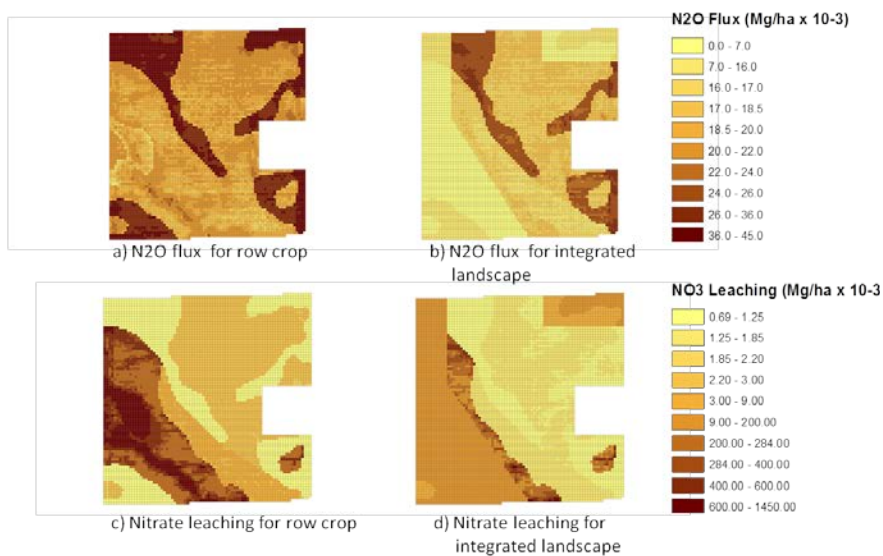 N2O Flux (Mg/ha x 10-3)
0.0 - 7.0
7.0 - 16.0
16.0 - 17.0
17.0 - 18.5
18.5 - 20.0
20.0 - 22.0
22.0 - 24.0
24.0 - 26.0
26.0 - 36.0
36.0 - 45.0
a) N2O flux for row crop
b) N2O flux for integrated
landscape
NO3 Leaching (Mg/ha x 10-3
0.69 - 1.25
1.25 - 1.85
1.85 - 2.20
2.20 - 3.00
3.00 - 9.00
9.00 - 200.00
200.00 - 284.00
284.00 - 400.00
400.00 - 600.00
600.00 - 1450.00
c) Nitrate leaching for row crop
d) Nitrate leaching for
integrated landscape